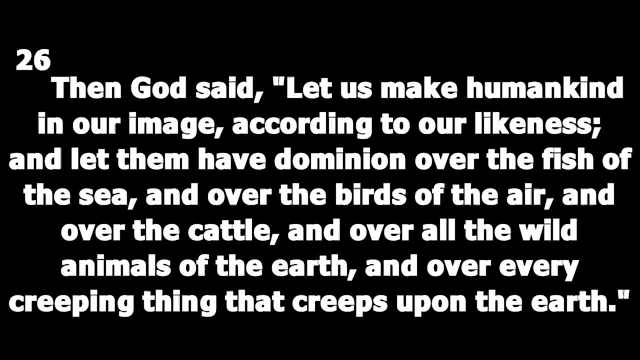 26
Then God said, "Let us make humankind
in our image, according to our likeness;
and let them have dominion over the fish of
the sea, and over the birds of the air, and
over the cattle, and over all the wild
animals of the earth, and over every
creeping thing that creeps upon the earth."